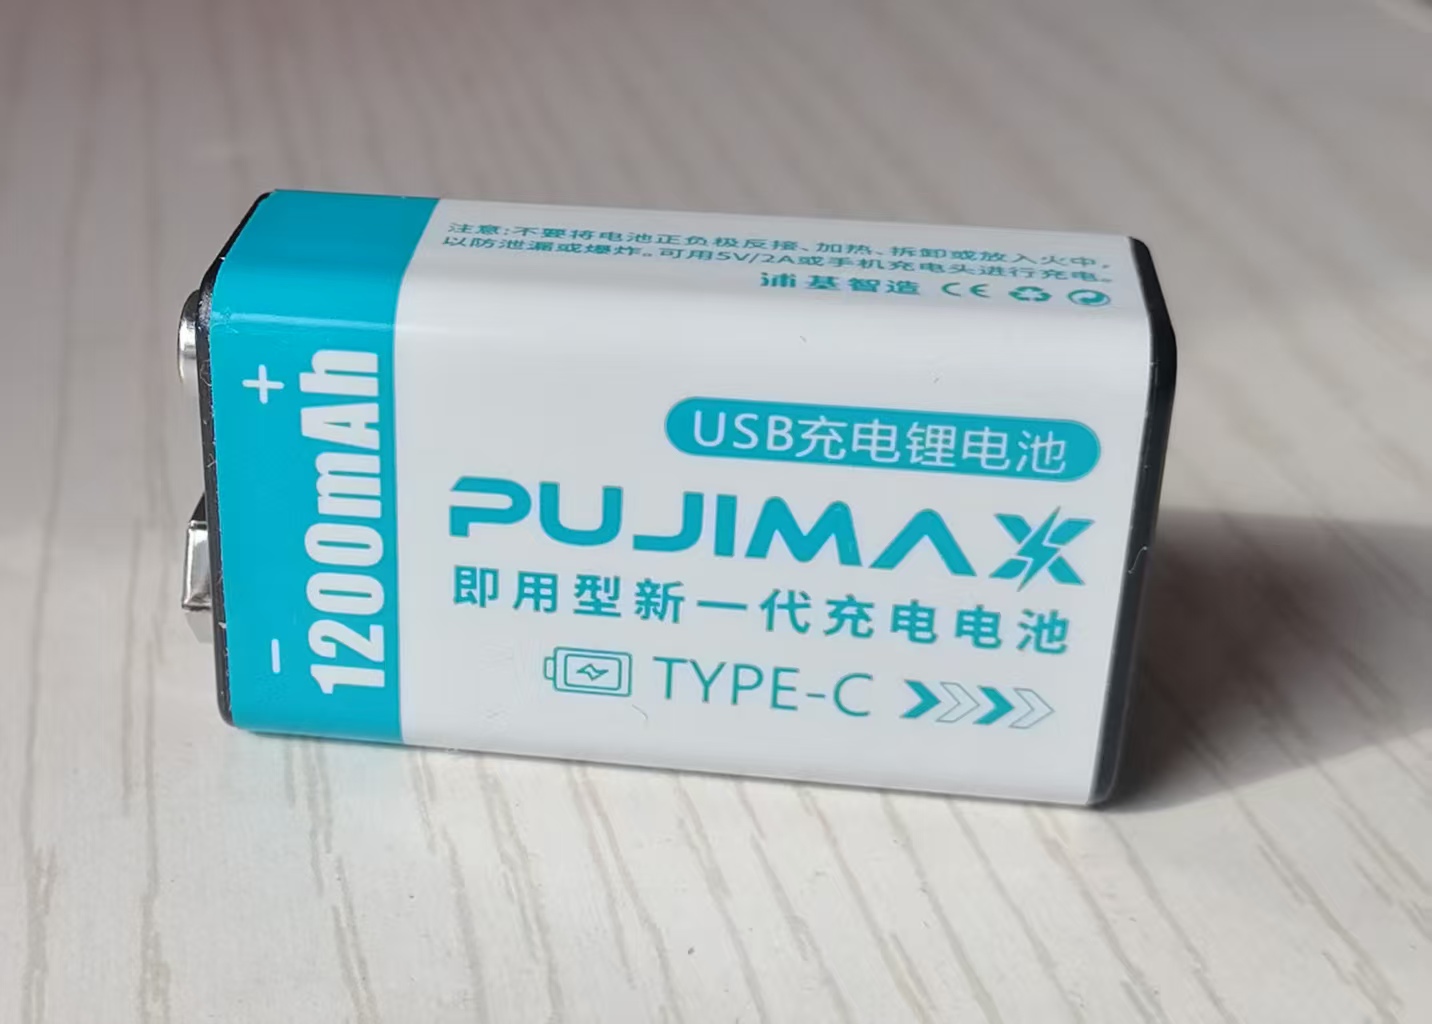 注意:不要将电池正负极反接、加热、拆卸或放入火中,
以防泄漏或爆炸。可用5V/2A或手机充电头进行充电。
浦基智造 CE
+
-
1200mAh
USB充电锂电池
PUJIMAX
即用型新一代充电电池
TYPE-C